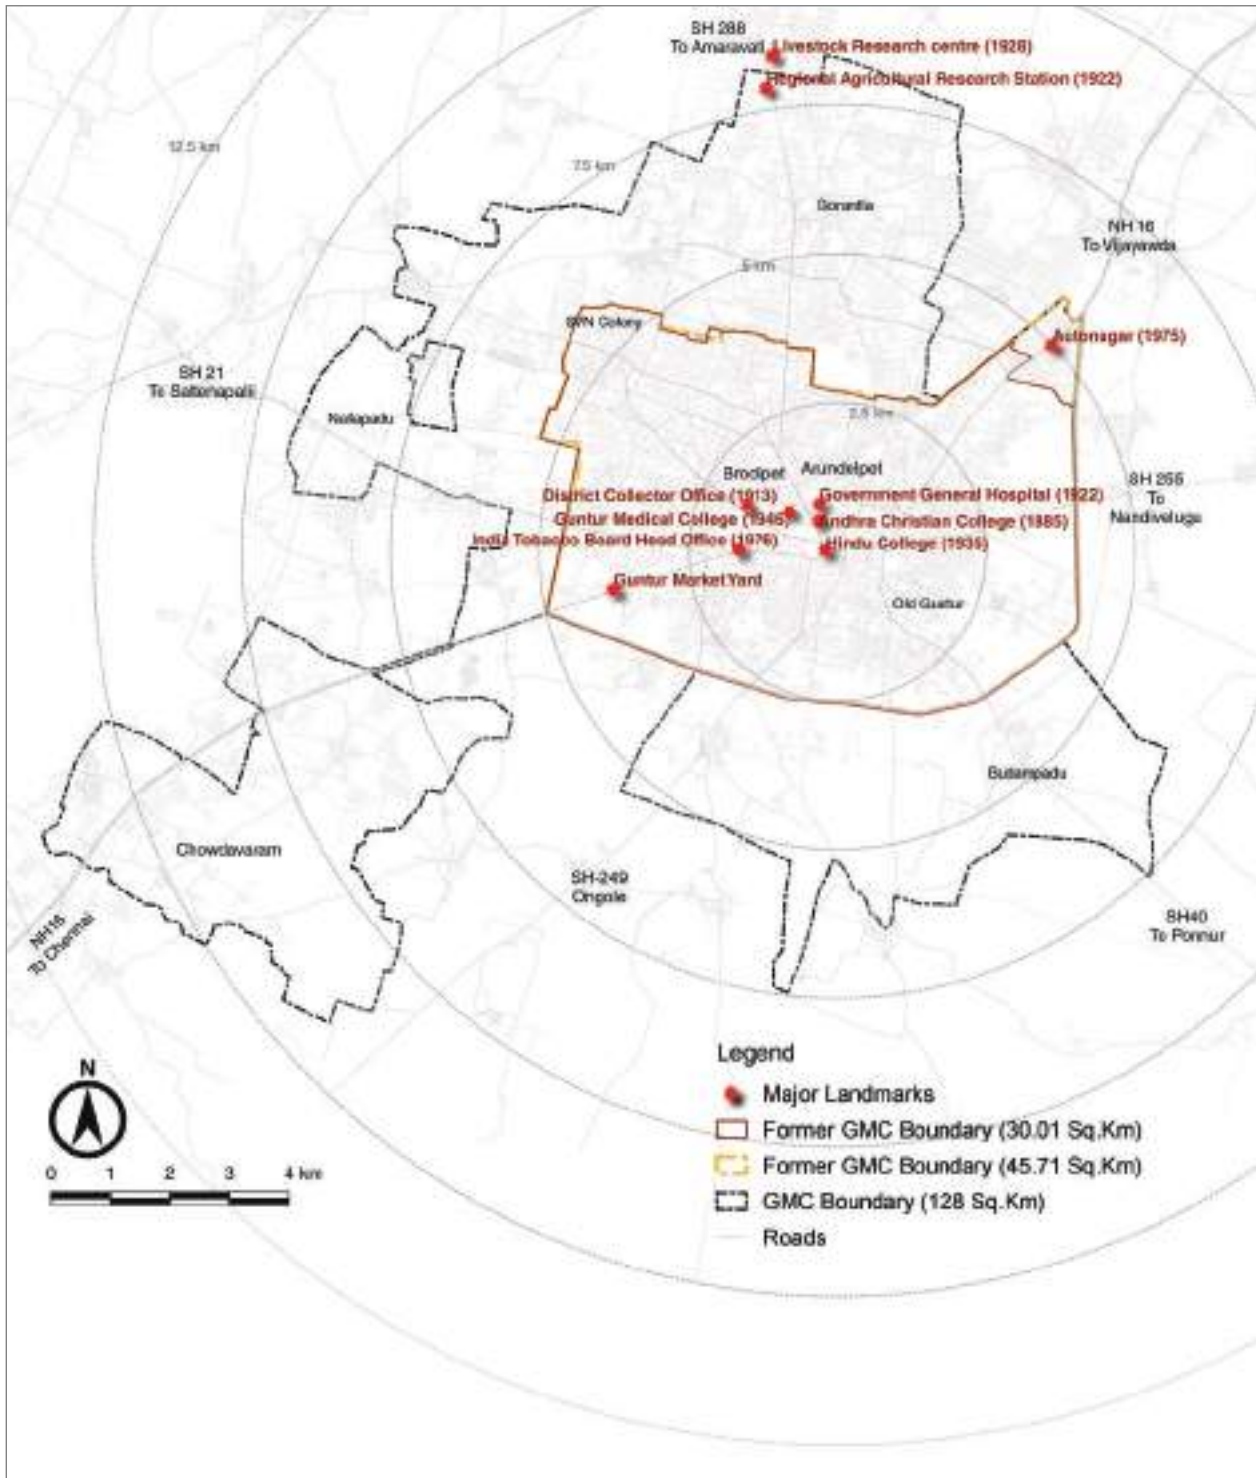 SH 288
To Amaravati
Livestock Research centre (1928)
Regional Agricultural Research Station (1922)
12.5 km
7.5 km
Gorantla
NH 16
To Vijayawda
5 km
SVN Colony
Autonagar (1975)
SH 21
To Sattenapalli
Nallapadu
2.5 km
Brodipet
Arundelpet
SH 255
To
Nandivelugu
District Collector Office (1913)
Government General Hospital (1922)
Guntur Medical College (1946)
Andhra Christian College (1885)
India Tobacco Board Head Office (1976)
Hindu College (1935)
Guntur Market Yard
Old Guntur
Budampadu
Chowdavaram
SH-249
Ongole
SH40
To Ponnur
NH16
To Chennai
Legend
N
Major Landmarks
Former GMC Boundary (30.01 Sq.Km)
Former GMC Boundary (45.71 Sq.Km)
0 1 2 3 4 km
GMC Boundary (128 Sq.Km)
Roads